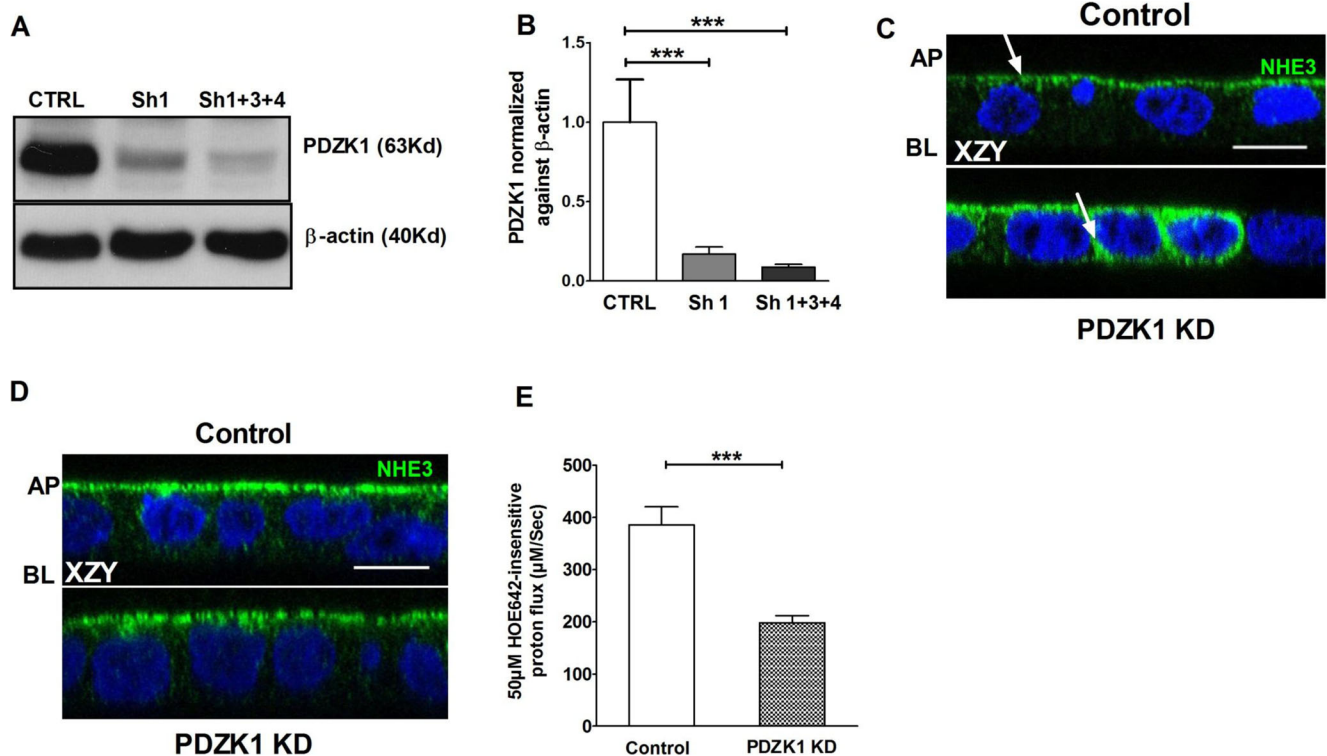 A
CTRL Sh1 Sh1+3+4
PDZK1 (63Kd)
β-actin (40Kd)
B
***
***
PDZK1 normalized
against β-actin
1.5
1.0
0.5
0.0
CTRL Sh 1 Sh 1+3+4
C
Control
AP
NHE3
BL
XZY
PDZK1 KD
D
Control
NHE3
AP
BL
XZY
PDZK1 KD
E
***
50µM HOE642-insensitive
proton flux (µM/Sec)
500
400
300
200
100
0
Control PDZK1 KD